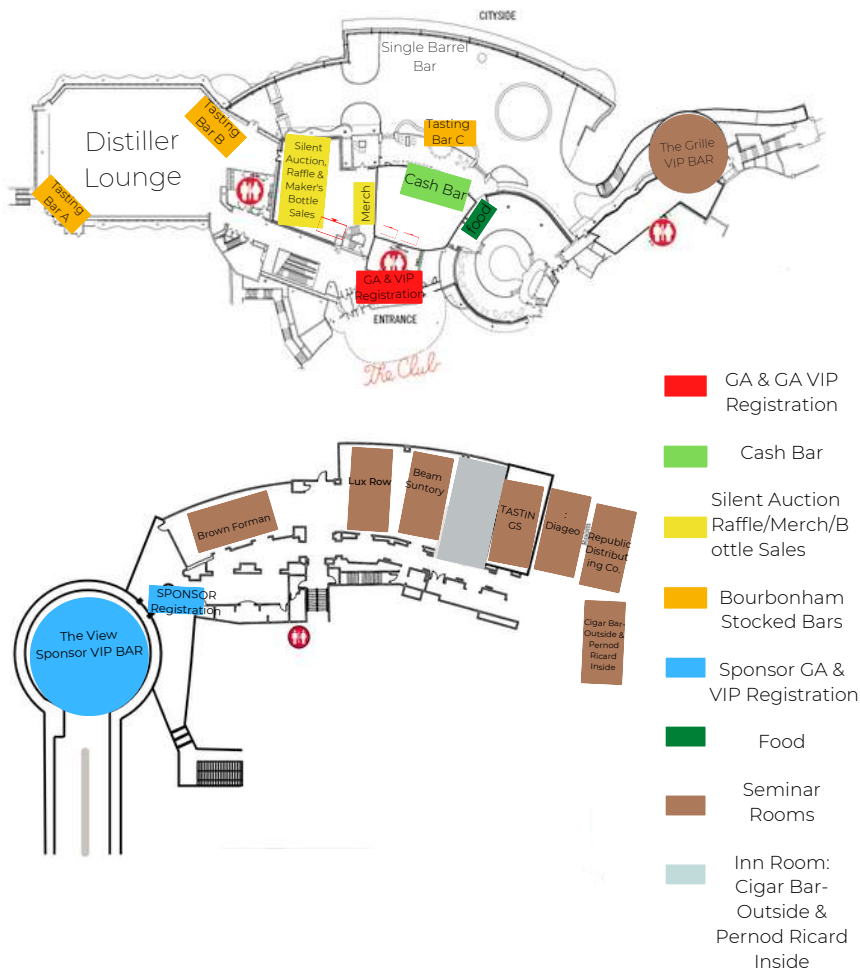 CITYSIDE
Single Barrel
Bar
Tasting
Bar B
Tasting
Bar C
Distiller
Lounge
Silent
Auction,
Raffle &
Maker's
Bottle
Sales
The Grille
VIP BAR
Cash Bar
Merch
Tasting
Bar A
food
GA & VIP
Registration
ENTRANCE
The Club
GA & GA VIP
Registration
Cash Bar
Silent Auction
Raffle/Merch/B
ottle Sales
Bourbonham
Stocked Bars
Sponsor GA &
VIP Registration
Food
Seminar
Rooms
Inn Room:
Cigar Bar-
Outside &
Pernod Ricard
Inside
Lux Row
Beam
Suntory
Brown Forman
TASTIN
GS
:
Diageo
Republic
Distribut
ing Co.
SPONSOR
Registration
Cigar Bar-
Outside &
Pernod
Ricard
Inside
The View
Sponsor VIP BAR